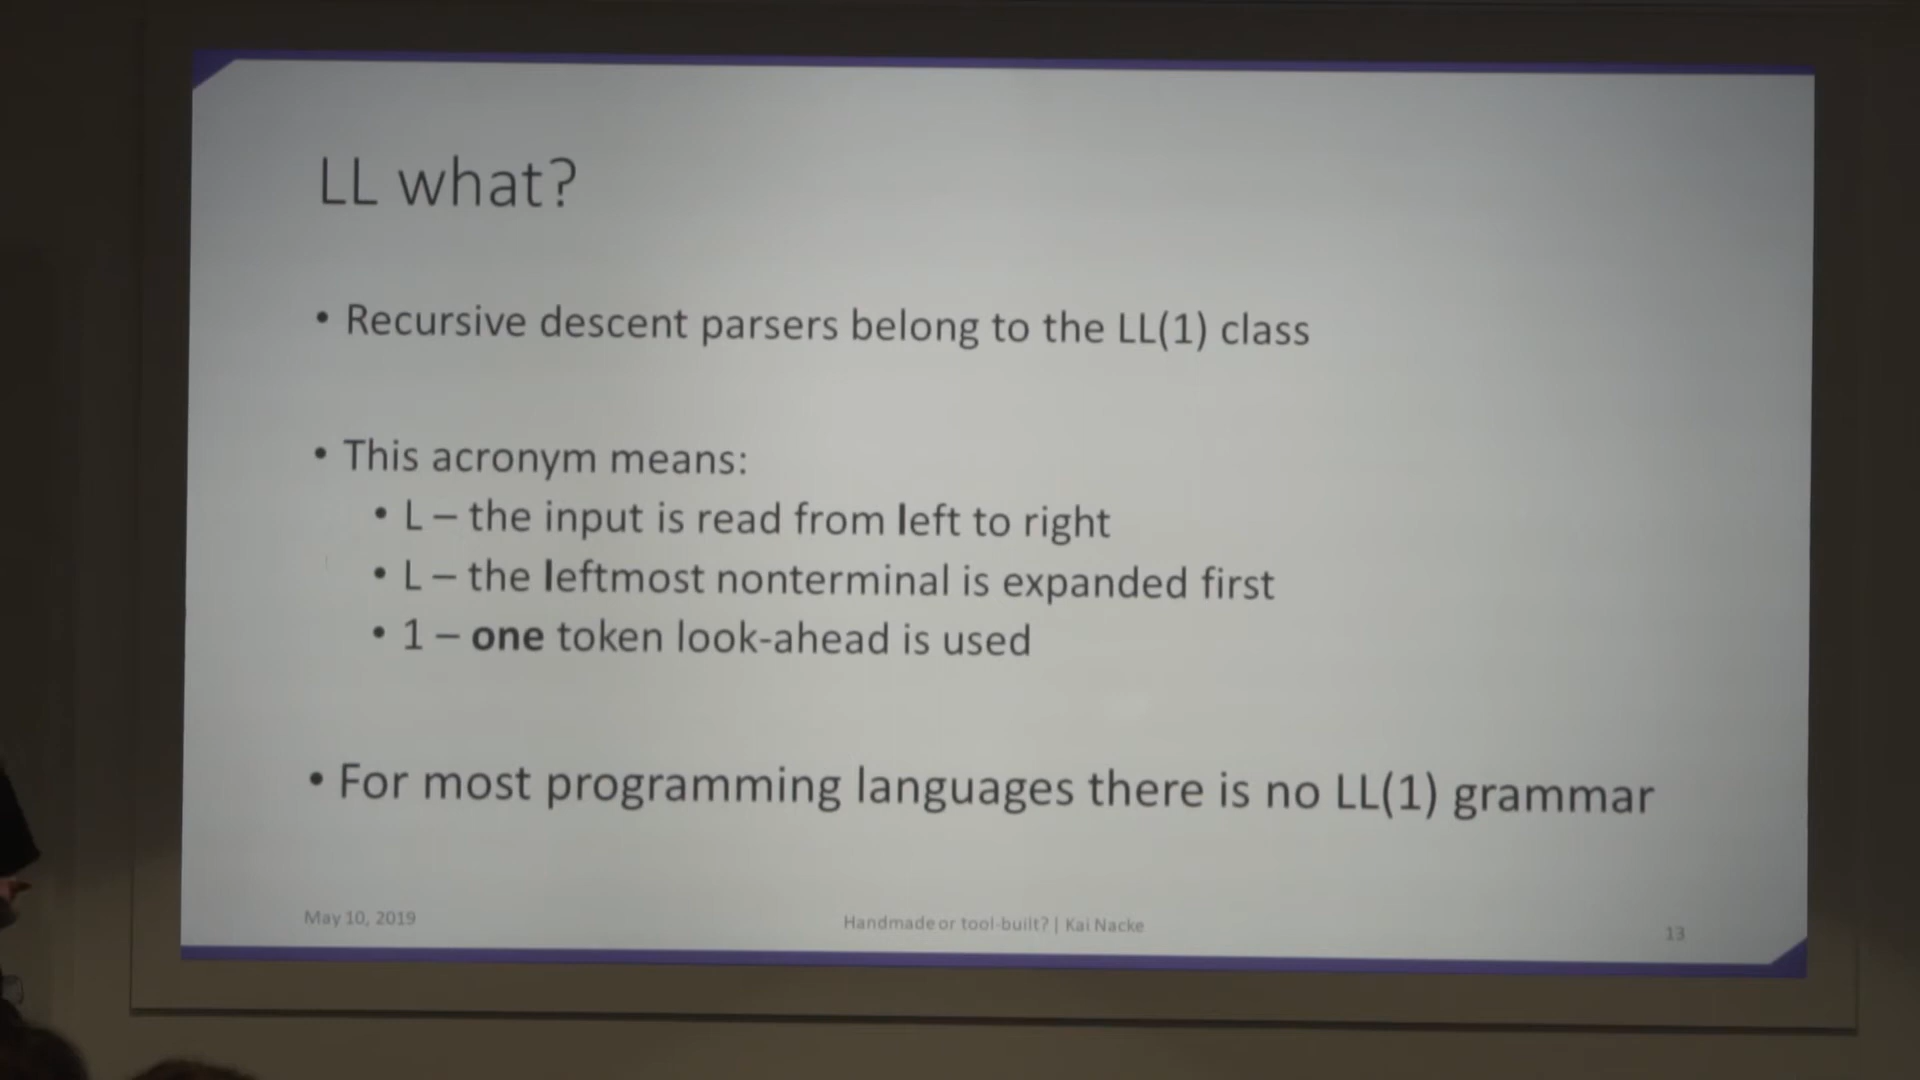 LL what?
• Recursive descent parsers belong to the LL(1) class
• This acronym means:
• L – the input is read from left to right
• L – the leftmost nonterminal is expanded first
• 1 – one token look-ahead is used
• For most programming languages there is no LL(1) grammar
May 10, 2019
Handmade or tool-built? | Kai Nacke
13